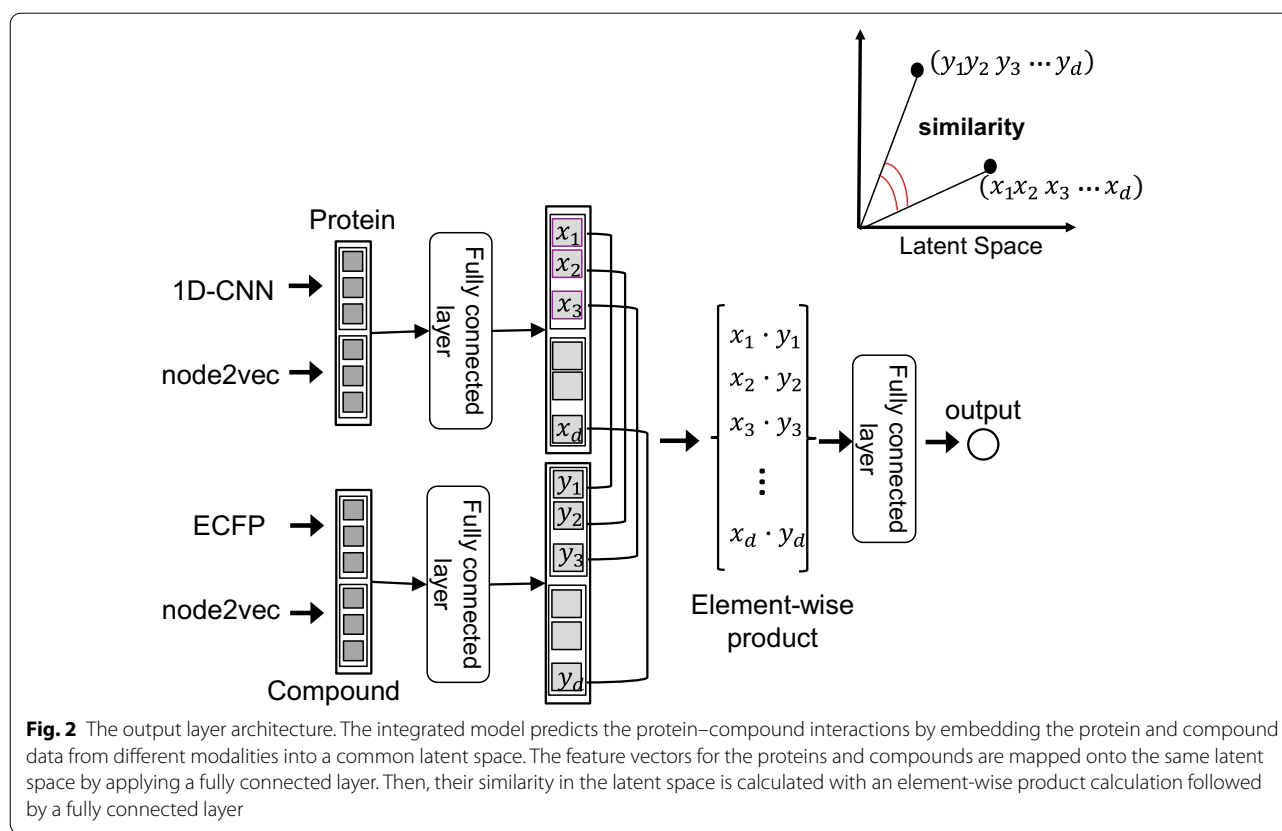 (y₁y₂ y₃ ⋯ y_d)
similarity
(x₁x₂ x₃ ⋯ x_d)
Latent Space
Protein
1D-CNN
node2vec
Fully connected
layer
x₁
x₂
x₃
x_d
ECFP
node2vec
Compound
Fully connected
layer
y₁
y₂
y₃
y_d
x₁ · y₁
x₂ · y₂
x₃ · y₃
⋯
x_d · y_d
Element-wise
product
Fully connected
layer
output
Fig. 2 The output layer architecture. The integrated model predicts the protein–compound interactions by embedding the protein and compound
data from different modalities into a common latent space. The feature vectors for the proteins and compounds are mapped onto the same latent
space by applying a fully connected layer. Then, their similarity in the latent space is calculated with an element-wise product calculation followed
by a fully connected layer